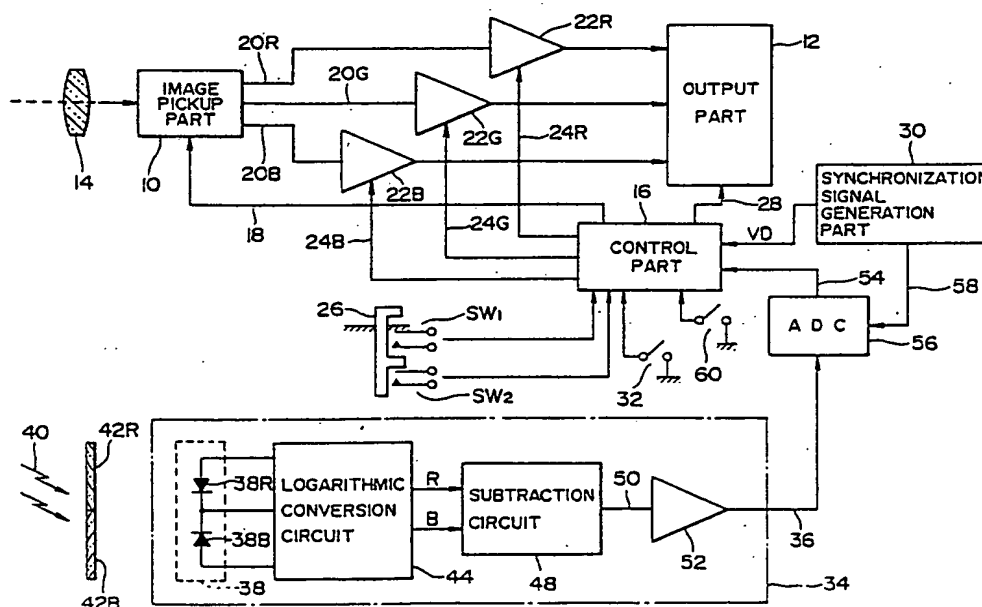 22R
12
20R
20G
IMAGE
PICKUP
PART
OUTPUT
PART
22G
24R
30
14
10
20B
22B
28
SYNCHRONIZATION
SIGNAL
GENERATION
PART
18
24G
16
VD
24B
CONTROL
PART
54
58
26
SW1
ADC
60
56
32
SW2
40
42R
38R
LOGARITHMIC
CONVERSION
CIRCUIT
R
B
SUBTRACTION
CIRCUIT
50
38B
52
36
42B
38
44
48
34